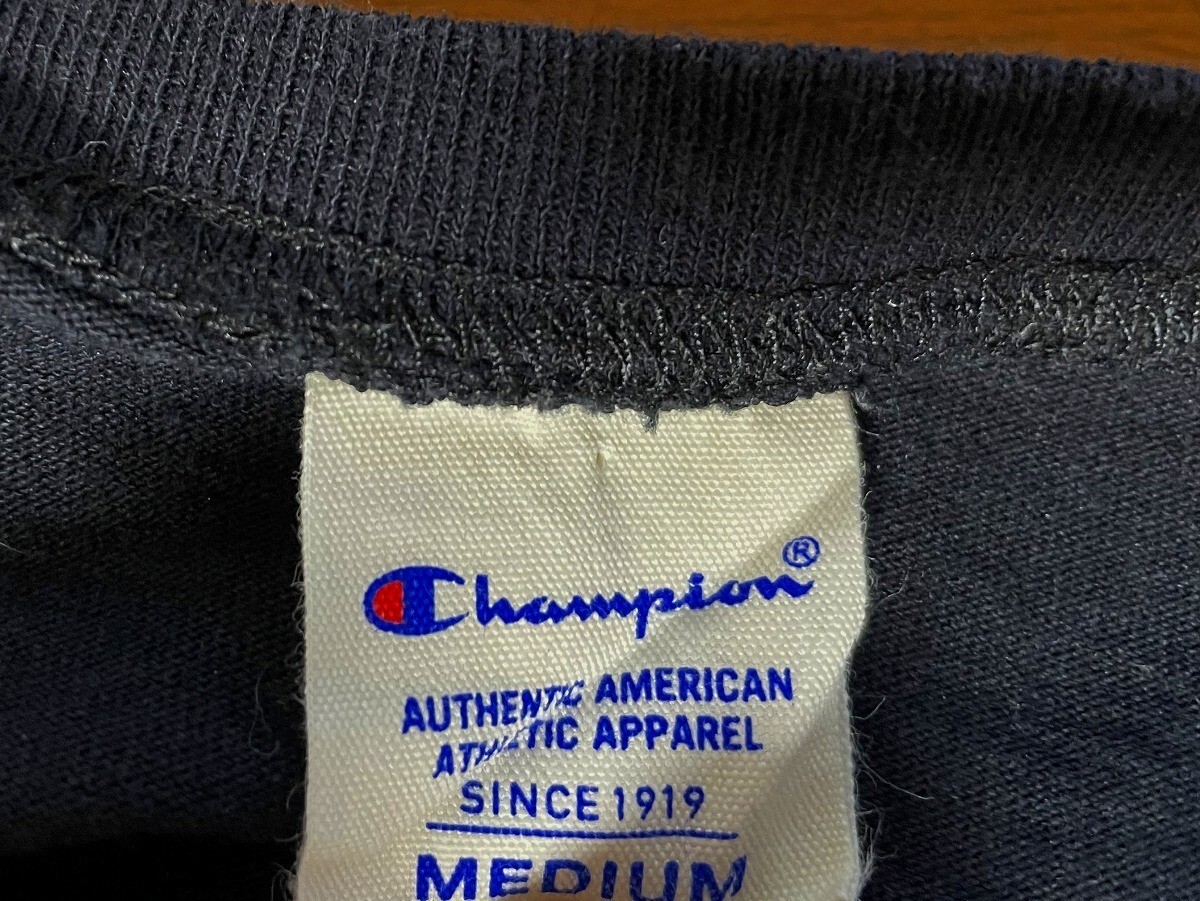 Champion®
AUTHENTIC AMERICAN
ATHLETIC APPAREL
SINCE 1919
MEDIUM